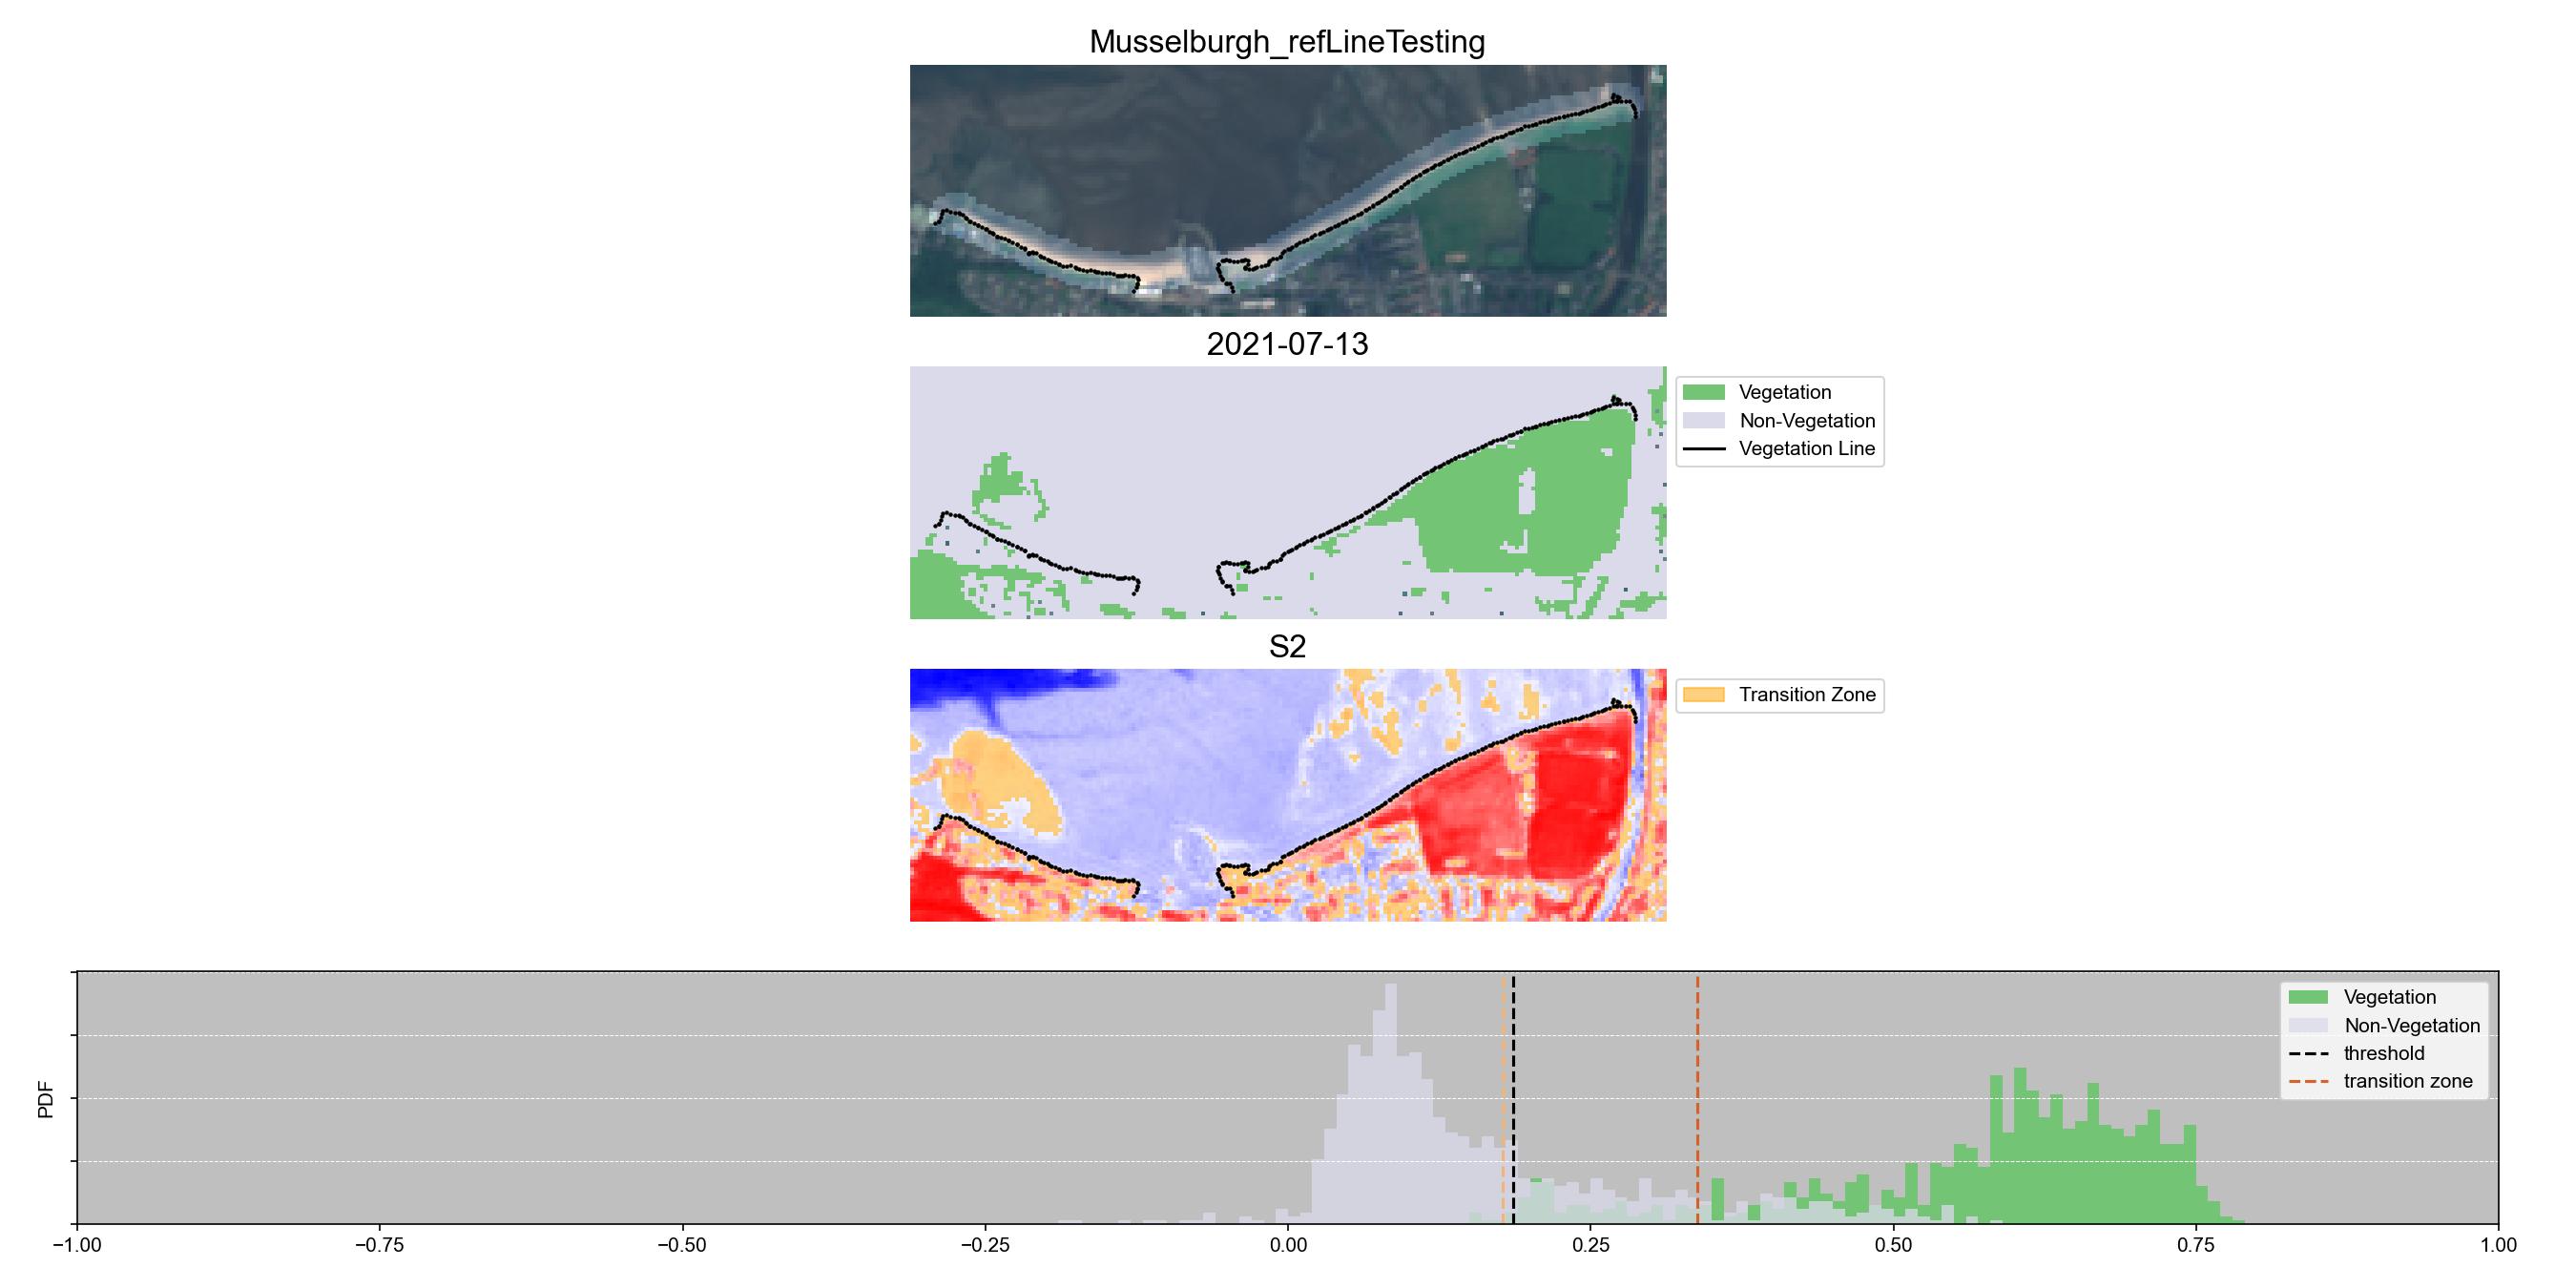 Musselburgh_refLineTesting
2021-07-13
Vegetation
Non-Vegetation
Vegetation Line
S2
Transition Zone
PDF
Vegetation
Non-Vegetation
threshold
transition zone
−1.00 −0.75 −0.50 −0.25 0.00 0.25 0.50 0.75 1.00